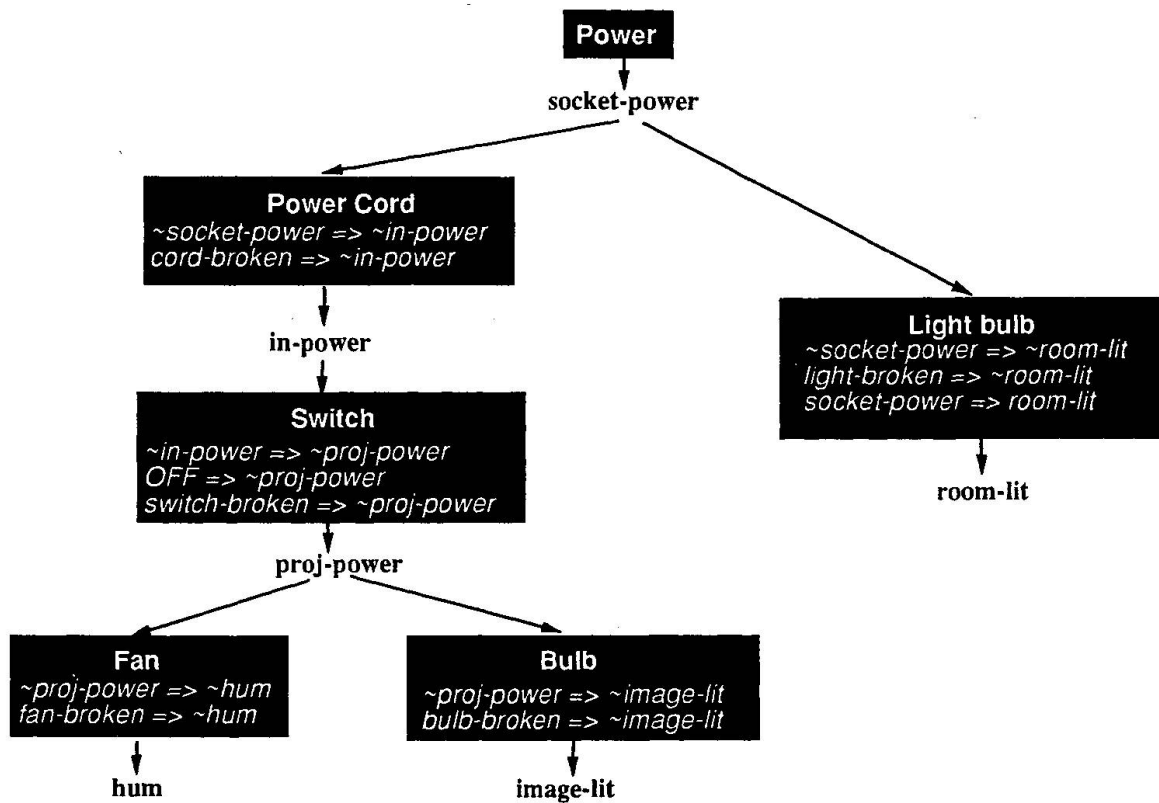 Power
socket-power
Power Cord
~socket-power => ~in-power
cord-broken => ~in-power
in-power
Light bulb
~socket-power => ~room-lit
light-broken => ~room-lit
socket-power => room-lit
room-lit
Switch
~in-power => ~proj-power
OFF => ~proj-power
switch-broken => ~proj-power
proj-power
Fan
~proj-power => ~hum
fan-broken => ~hum
hum
Bulb
~proj-power => ~image-lit
bulb-broken => ~image-lit
image-lit